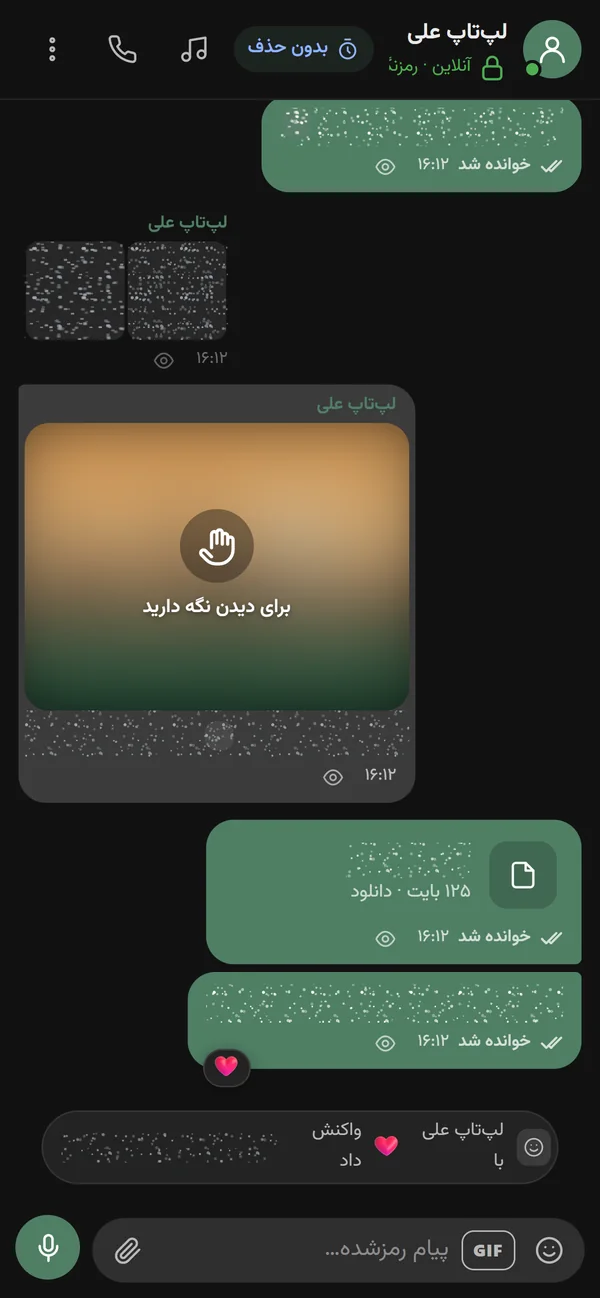 لپ‌تاپ علی
آنلاین · رمزنـ
بدون حذف
خوانده شد ۱۶:۱۲
لپ‌تاپ علی
۱۶:۱۲
لپ‌تاپ علی
برای دیدن نگه دارید
۱۶:۱۲
۱۲۵ بایت · دانلود
خوانده شد ۱۶:۱۲
خوانده شد ۱۶:۱۲
لپ‌تاپ علی با ❤️ واکنش داد
GIF پیام رمزشده...